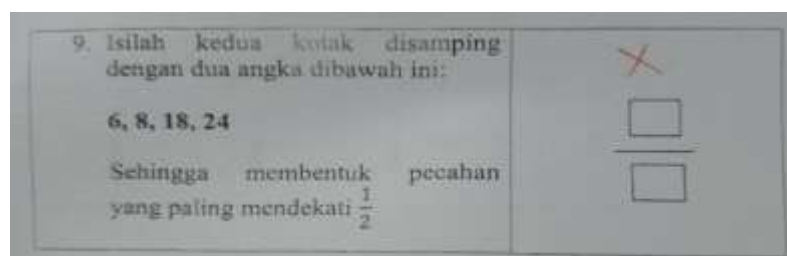 9. Isilah kedua kotak disamping
dengan dua angka dibawah ini:
6, 8, 18, 24
Sehingga membentuk pecahan
yang paling mendekati 1/2